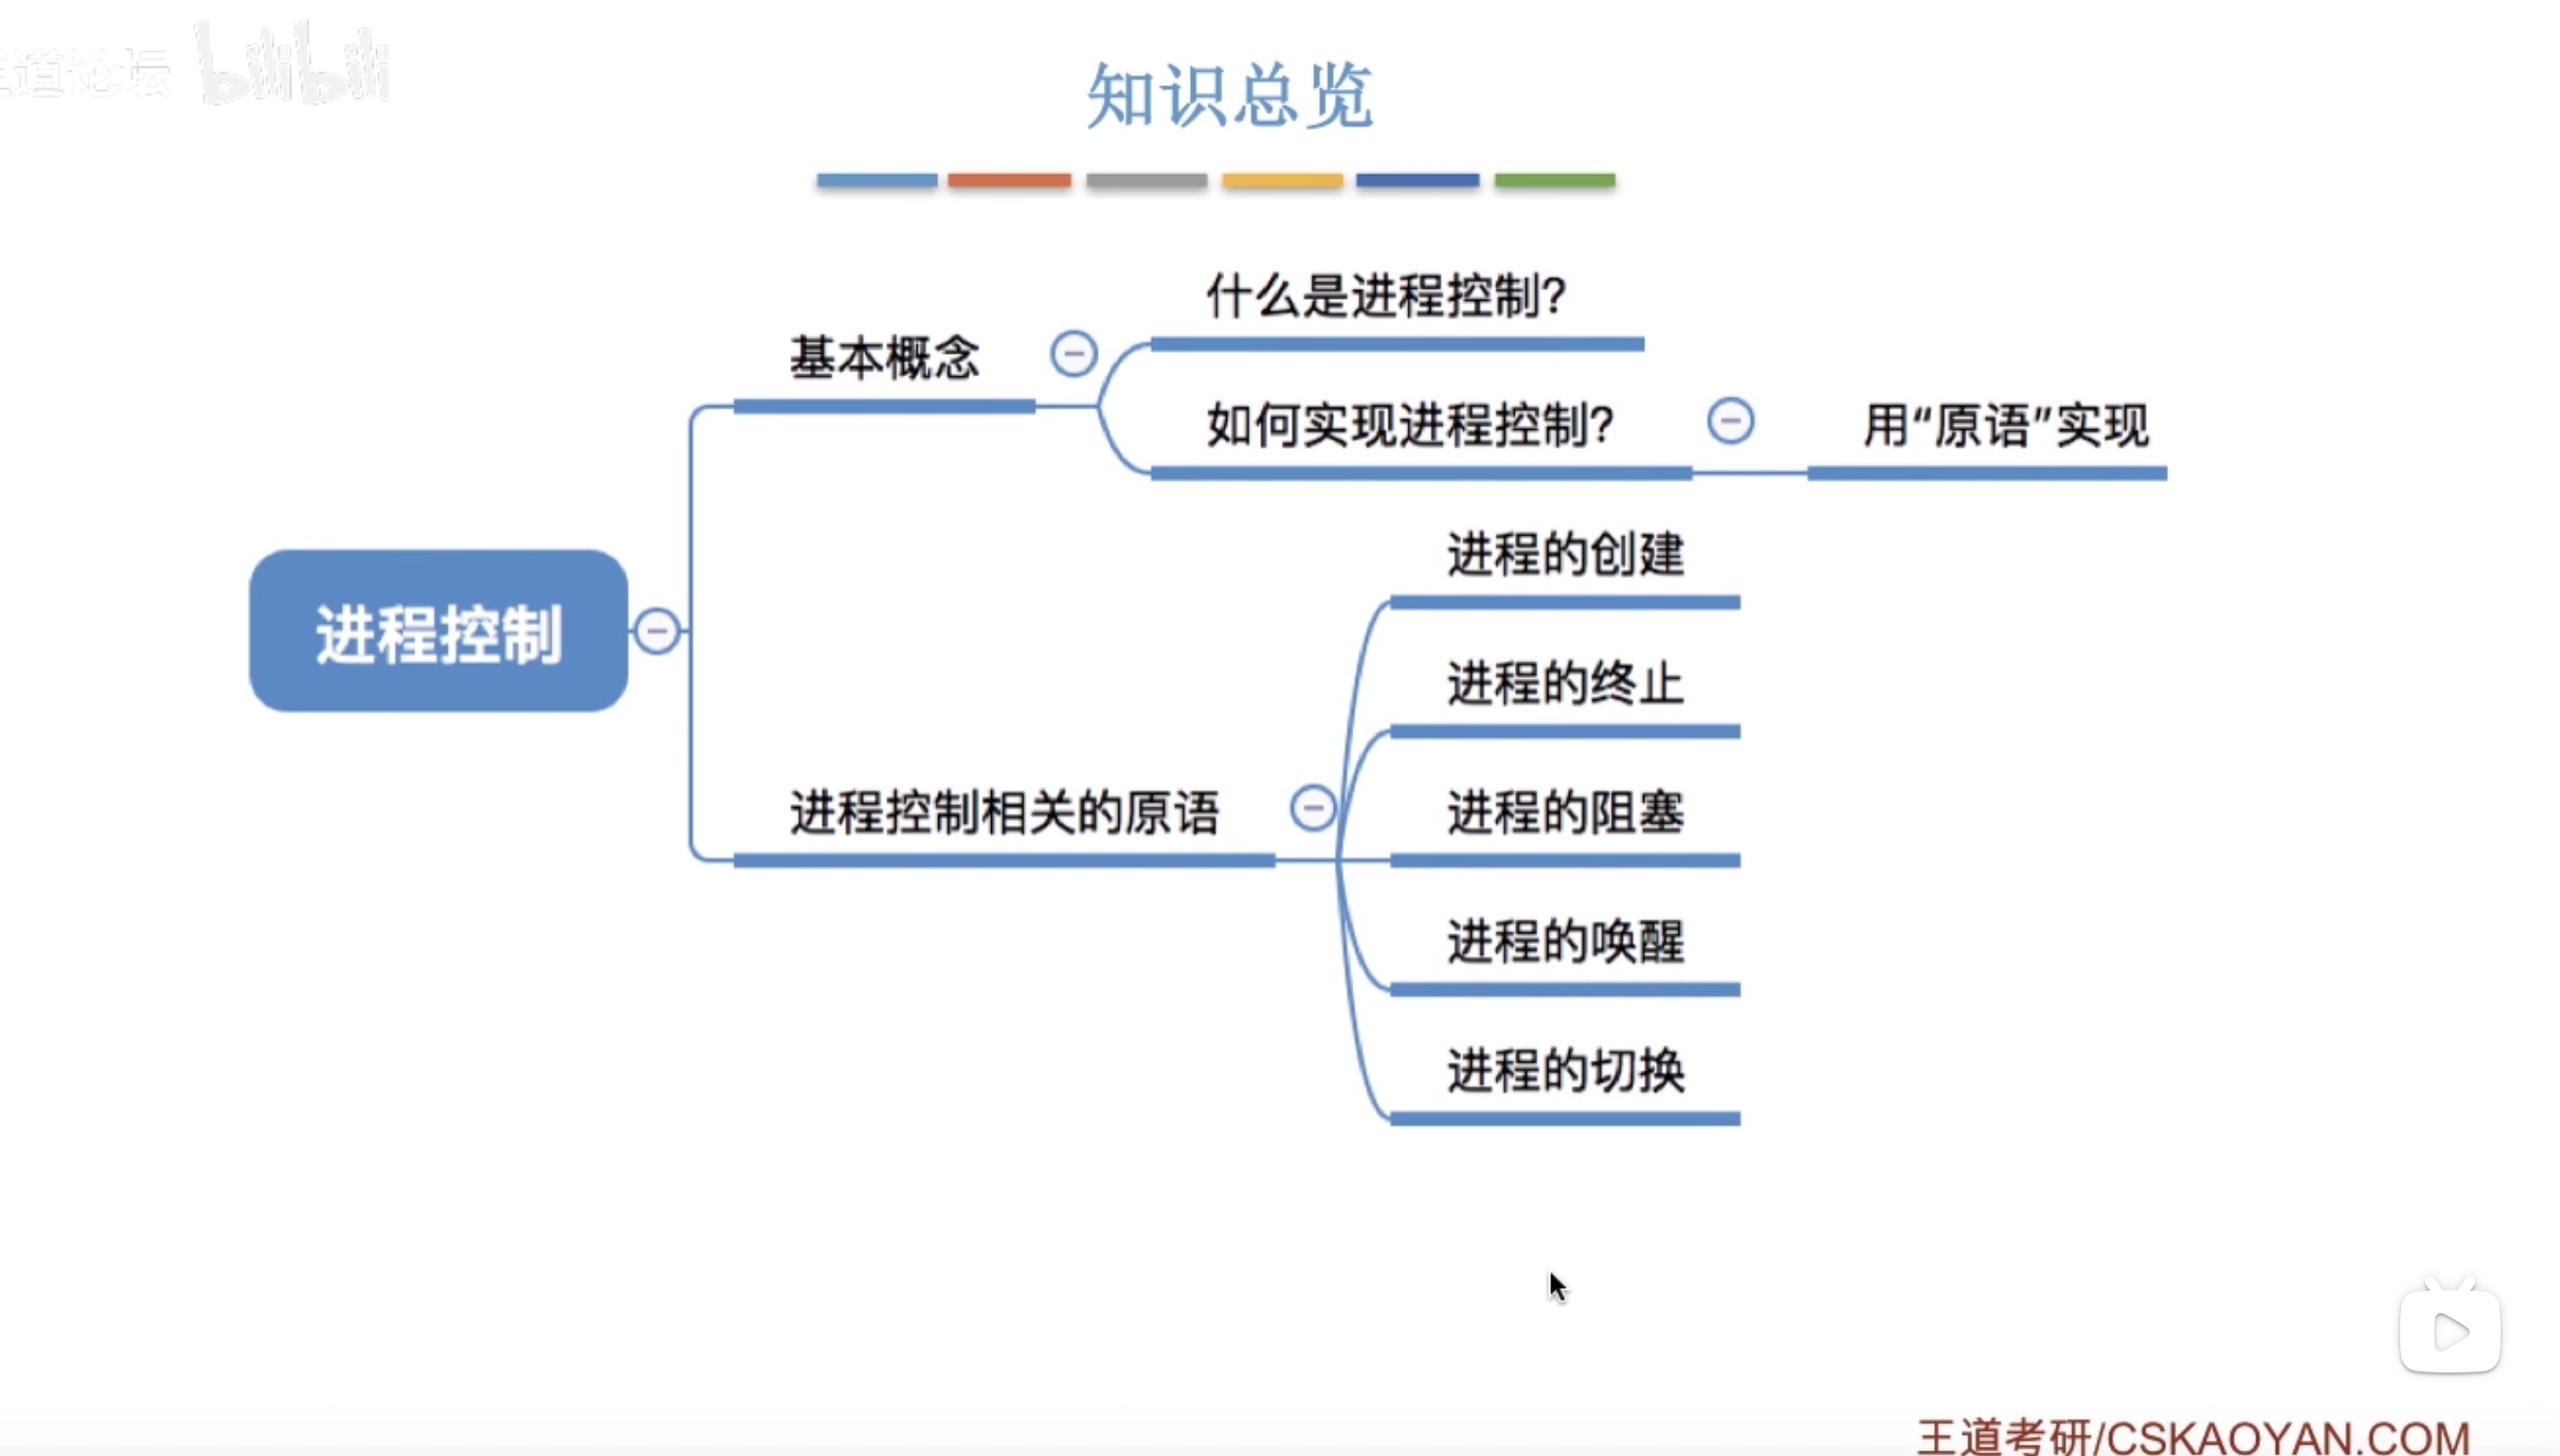 道论坛 bilibili
知识总览
什么是进程控制?
基本概念
如何实现进程控制?
用“原语”实现
进程控制
进程控制相关的原语
进程的创建
进程的终止
进程的阻塞
进程的唤醒
进程的切换
王道考研/CSKAOYAN.COM